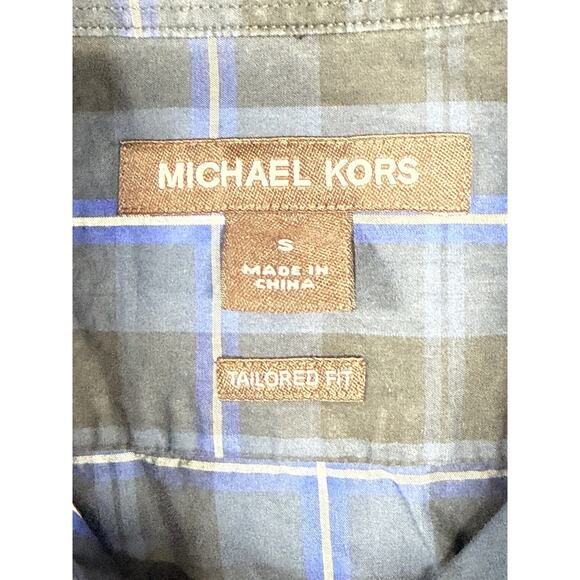 MICHAEL KORS
S
MADE IN
CHINA
TAILORED FIT